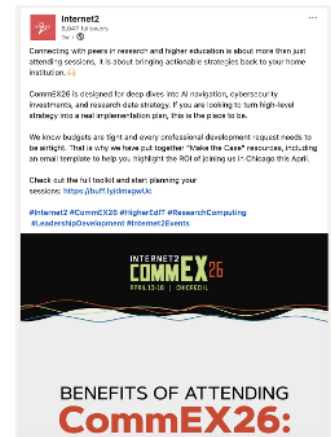 Internet2
5,047 followers
1w •
Connecting with peers in research and higher education is about more than just
attending sessions, it is about bringing actionable strategies back to your home
institution. 🙌
CommEX26 is designed for deep dives into AI navigation, cybersecurity
investments, and research data strategy. If you are looking to turn high-level
strategy into a real implementation plan, this is the place to be.
We know budgets are tight and every professional development request needs to
be airtight. That is why we have put together "Make the Case" resources, including
an email template to help you highlight the ROI of joining us in Chicago this April.
Check out the full toolkit and start planning your
sessions:
#Internet2 #CommEX26 #HigherEdIT #ResearchComputing
#LeadershipDevelopment #Internet2Events
INTERNET2
COMMEX26
APRIL | CHICAGO, IL
BENEFITS OF ATTENDING
CommEX26: